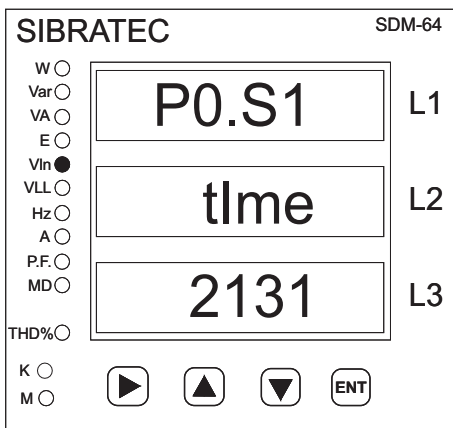 SIBRATEC SDM-64
W
Var
VA
E
Vln
VLL
Hz
A
P.F.
MD
THD%
K
M
P0.S1 L1
tIme L2
2131 L3
ENT